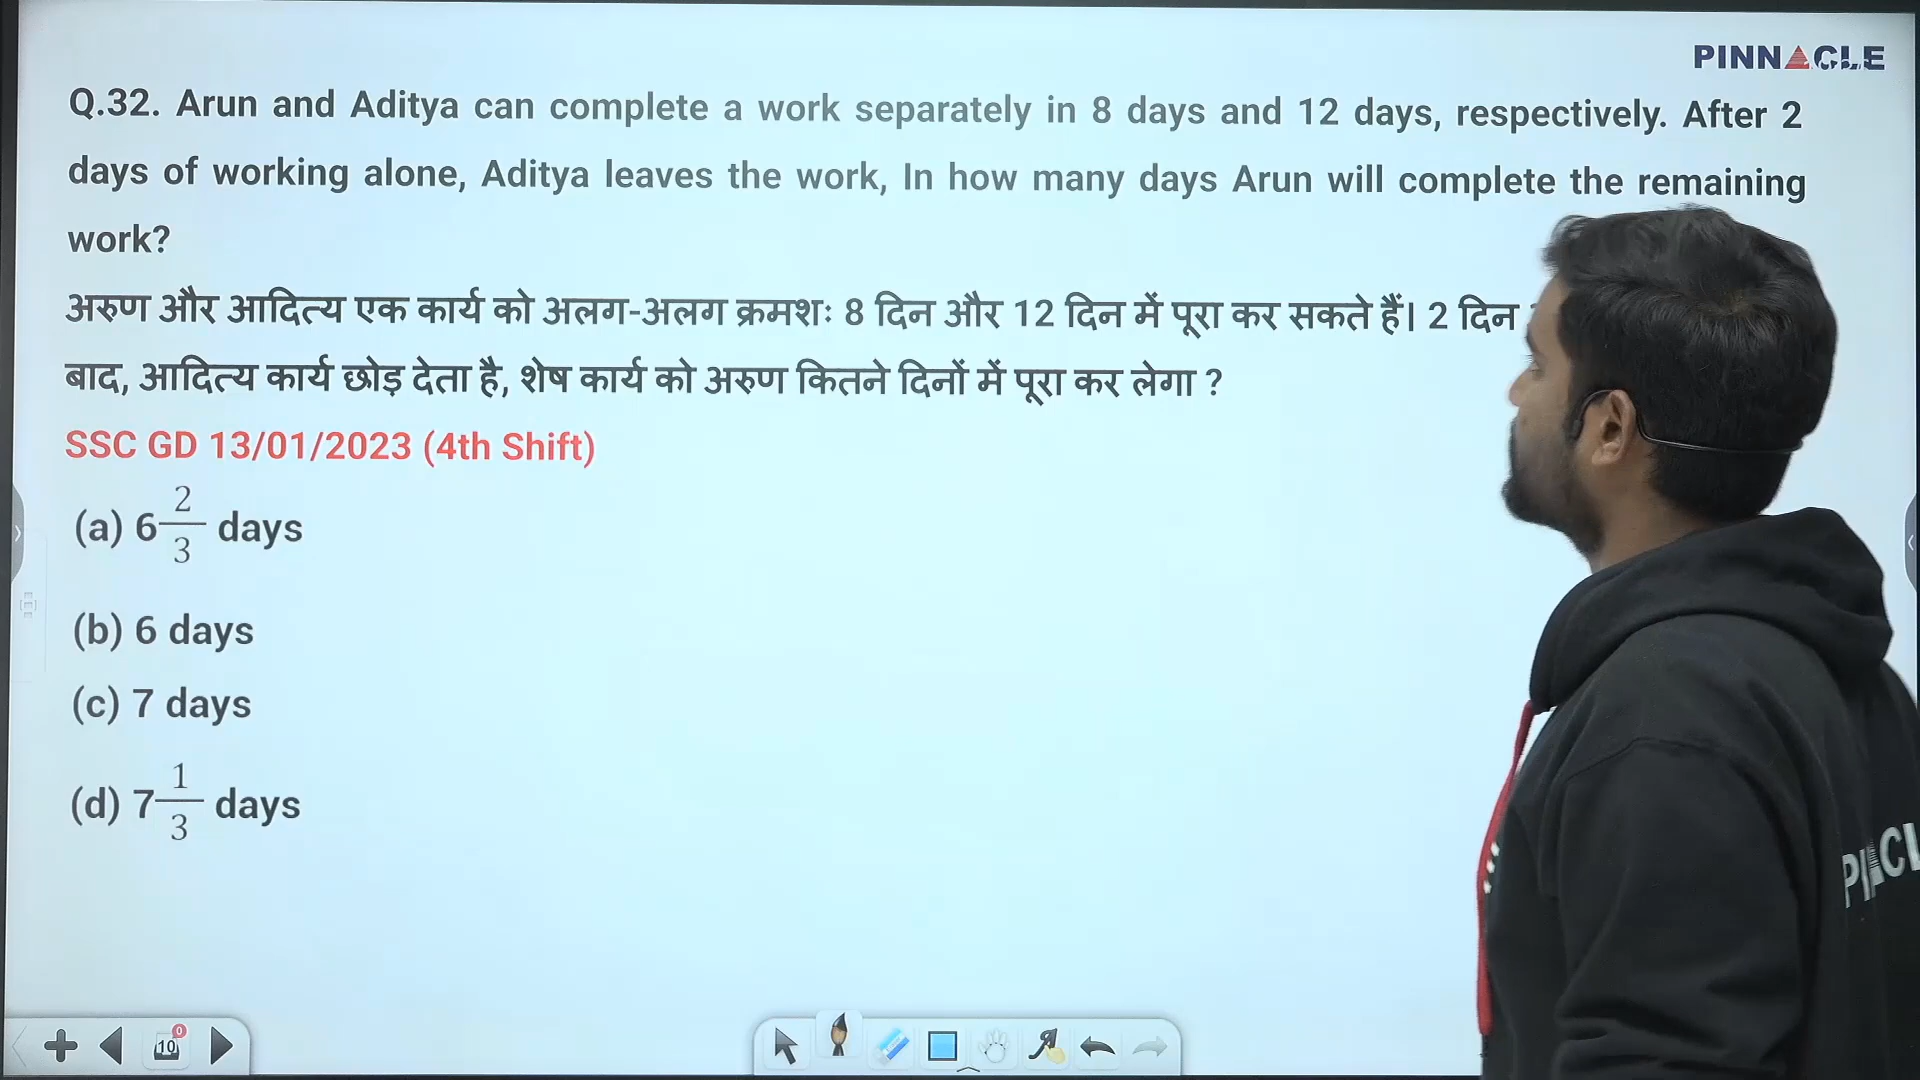 PINNACLE
Q.32. Arun and Aditya can complete a work separately in 8 days and 12 days, respectively. After 2
days of working alone, Aditya leaves the work, In how many days Arun will complete the remaining
work?
अरुण और आदित्य एक कार्य को अलग-अलग क्रमशः 8 दिन और 12 दिन में पूरा कर सकते हैं। 2 दिन
बाद, आदित्य कार्य छोड़ देता है, शेष कार्य को अरुण कितने दिनों में पूरा कर लेगा ?
SSC GD 13/01/2023 (4th Shift)
(a) 6 2/3 days
(b) 6 days
(c) 7 days
(d) 7 1/3 days
10
0